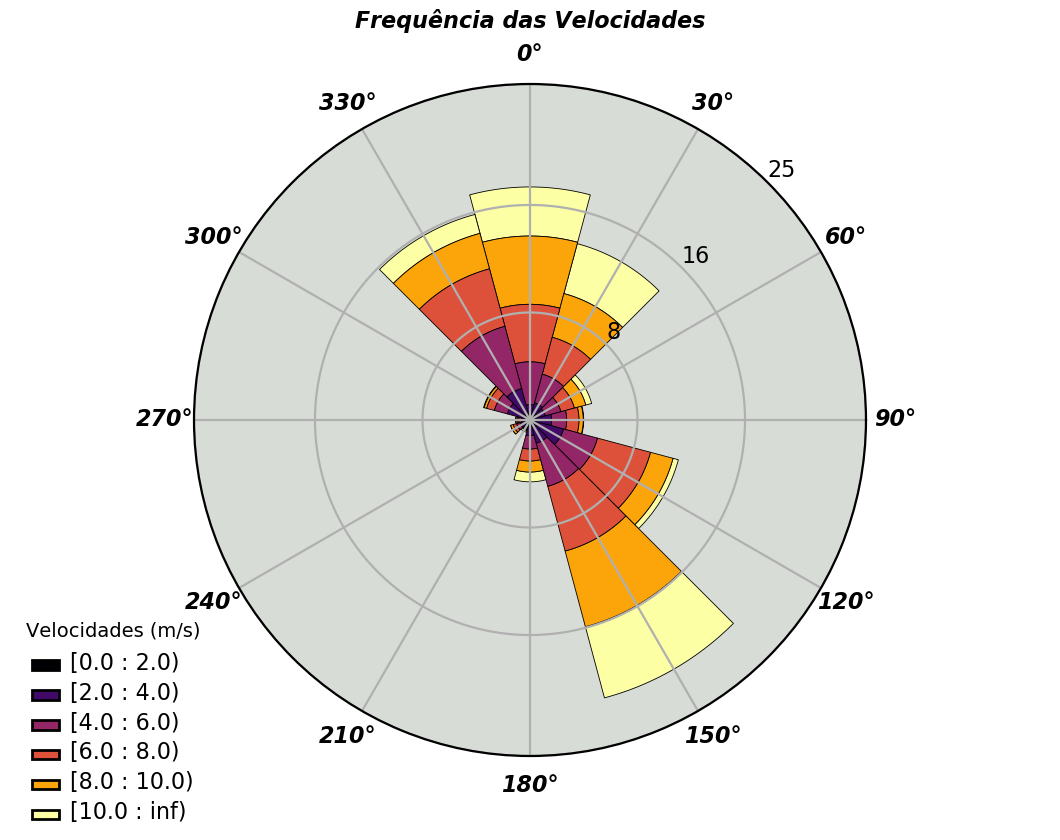 Frequência das Velocidades
0°
330°
30°
25
300°
60°
16
8
270°
90°
240°
120°
210°
150°
180°
Velocidades (m/s)
[0.0 : 2.0)
[2.0 : 4.0)
[4.0 : 6.0)
[6.0 : 8.0)
[8.0 : 10.0)
[10.0 : inf)